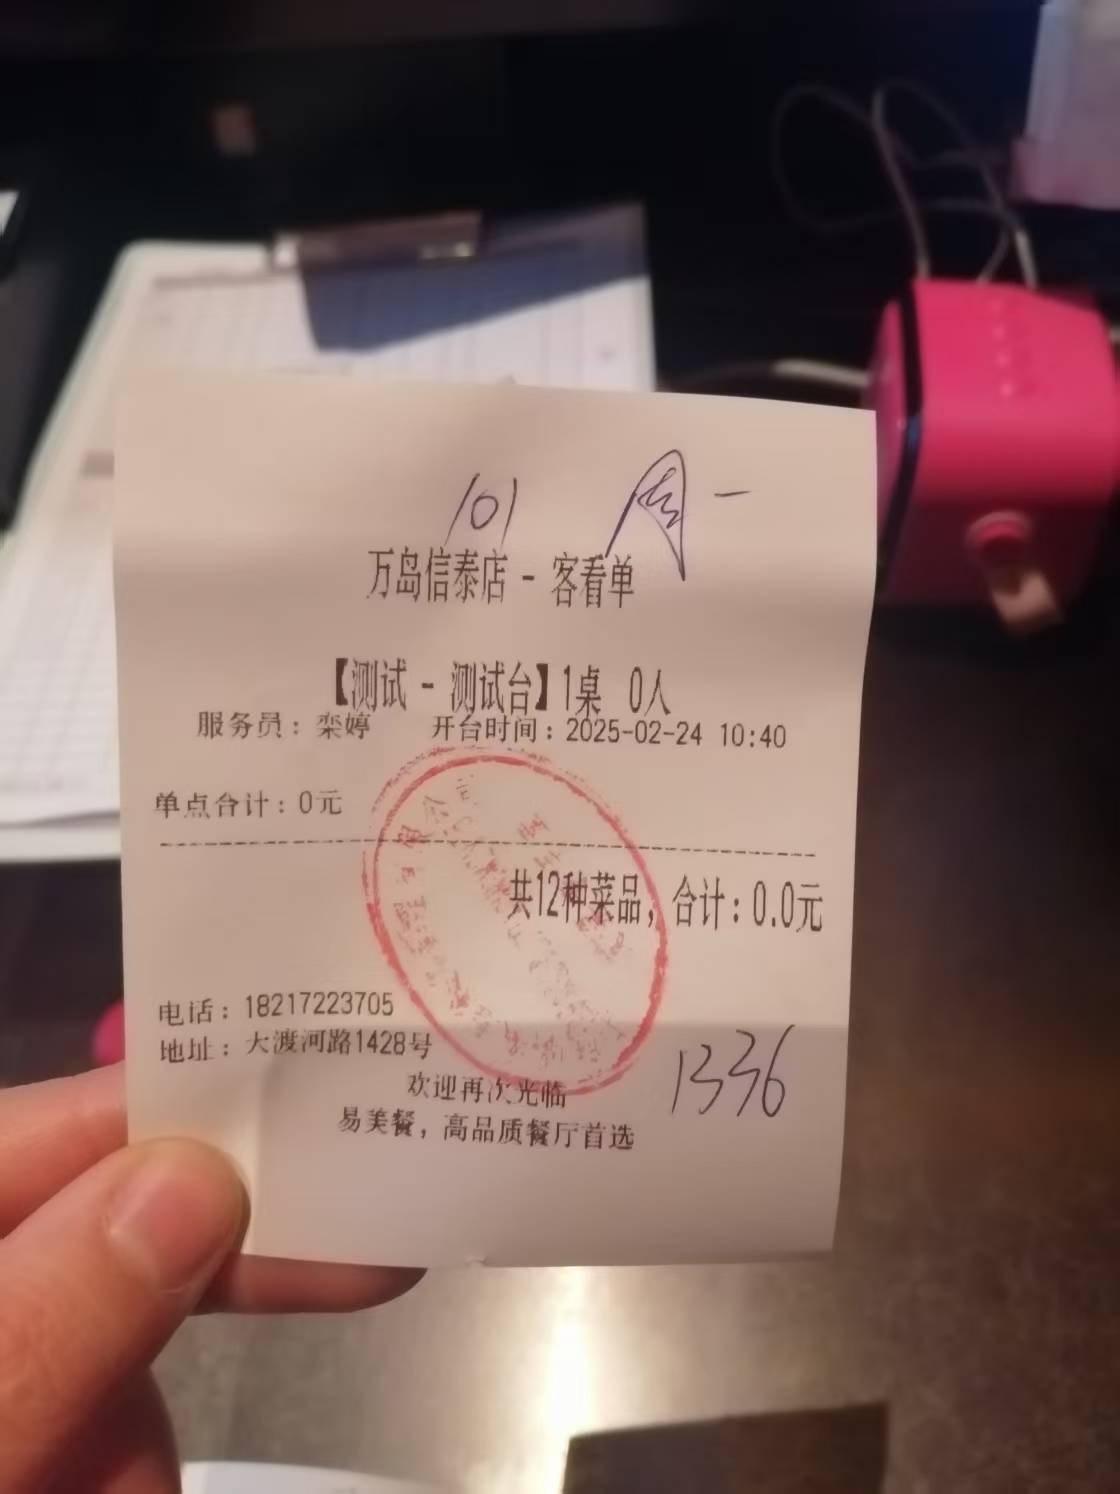 101 周一
万岛信泰店 - 客看单
【测试 - 测试台】1桌 0人
服务员：栾婷 开台时间：2025-02-24 10:40
单点合计：0元
共12种菜品，合计：0.0元
电话：18217223705
地址：大渡河路1428号
1336
欢迎再次光临
易美餐，高品质餐厅首选